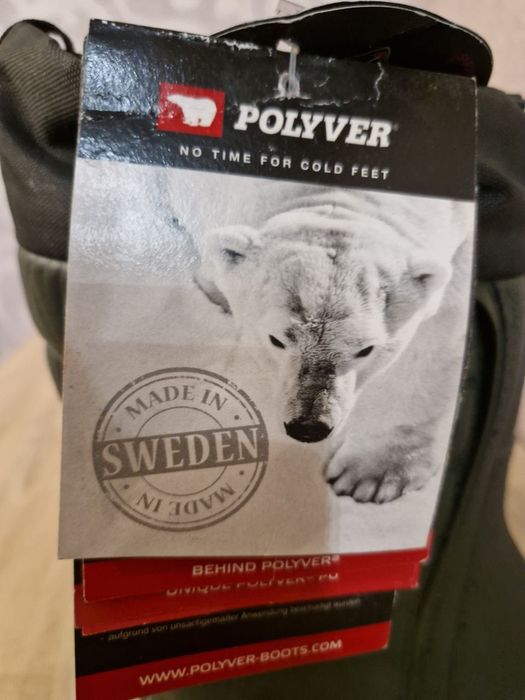 POLYVER
NO TIME FOR COLD FEET
MADE IN
SWEDEN
MADE IN
BEHIND POLYVER®
UNIQUE POLYVER® PU
aufgrund von unsachgemäßer Anwendung beschädigt wurden
WWW.POLYVER-BOOTS.COM